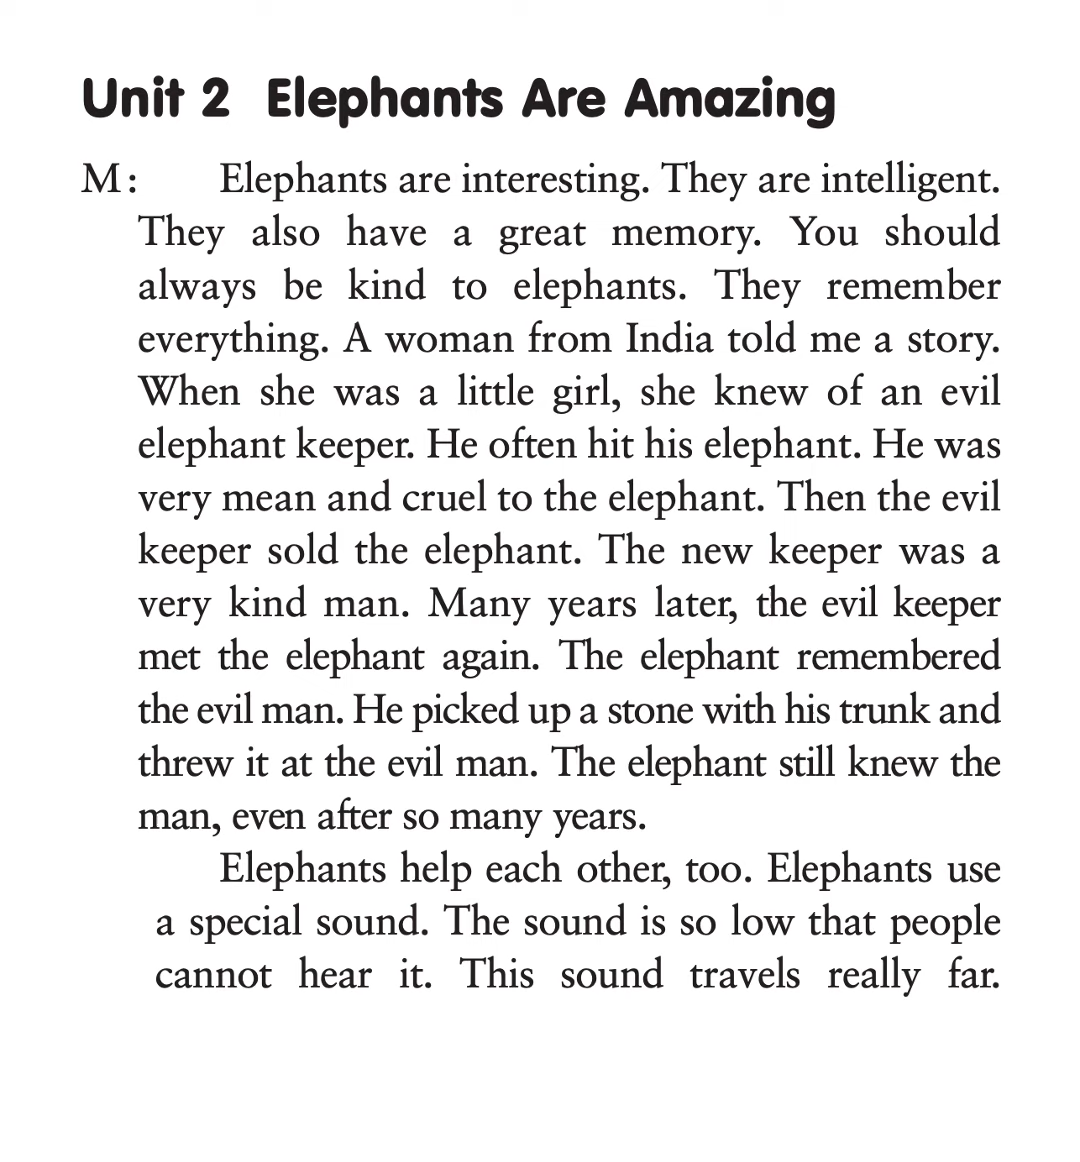 Unit 2 Elephants Are Amazing
M: Elephants are interesting. They are intelligent.
They also have a great memory. You should
always be kind to elephants. They remember
everything. A woman from India told me a story.
When she was a little girl, she knew of an evil
elephant keeper. He often hit his elephant. He was
very mean and cruel to the elephant. Then the evil
keeper sold the elephant. The new keeper was a
very kind man. Many years later, the evil keeper
met the elephant again. The elephant remembered
the evil man. He picked up a stone with his trunk and
threw it at the evil man. The elephant still knew the
man, even after so many years.
Elephants help each other, too. Elephants use
a special sound. The sound is so low that people
cannot hear it. This sound travels really far.